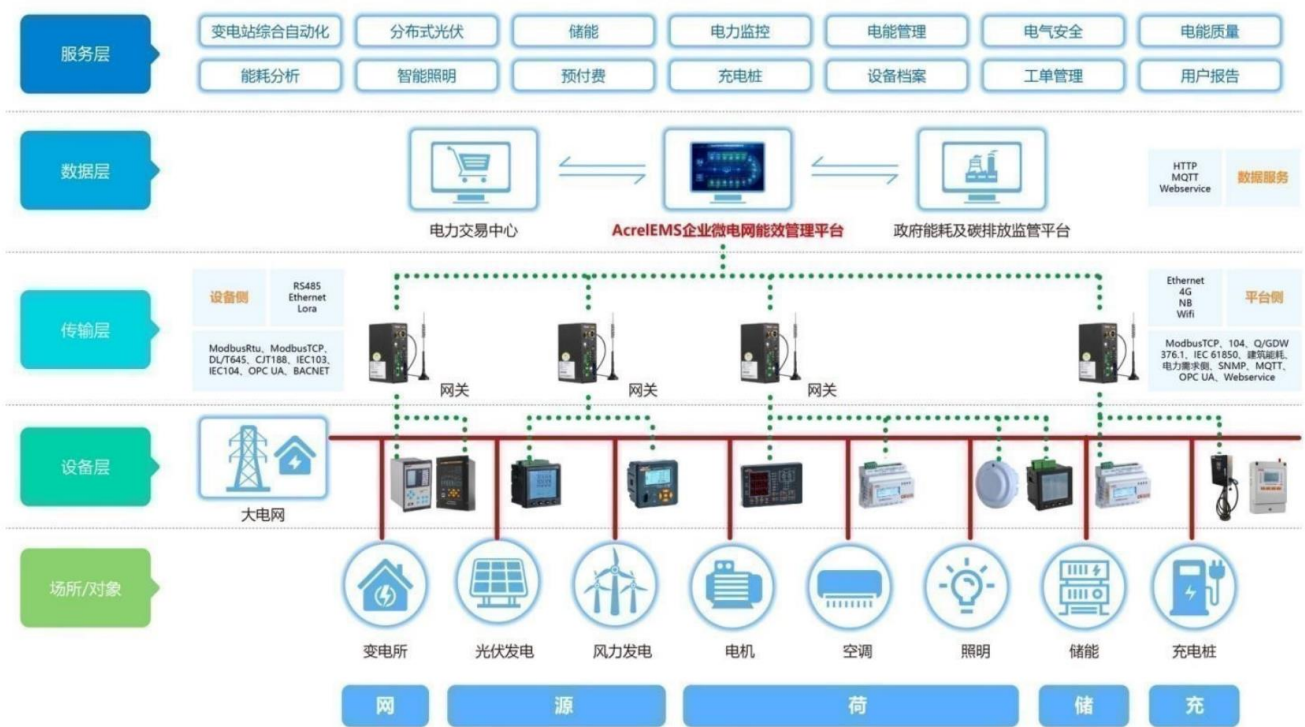 服务层
变电站综合自动化
分布式光伏
储能
电力监控
电能管理
电气安全
电能质量
能耗分析
智能照明
预付费
充电桩
设备档案
工单管理
用户报告
数据层
电力交易中心
AcrelEMS企业微电网能效管理平台
政府能耗及碳排放监管平台
HTTP
MQTT
Webservice
数据服务
传输层
设备侧
RS485
Ethernet
Lora
ModbusRtu、ModbusTCP、
DL/T645、CJT188、IEC103、
IEC104、OPC UA、BACNET
网关
网关
网关
Ethernet
4G
NB
Wifi
平台侧
ModbusTCP、104、Q/GDW
376.1、IEC 61850、建筑能耗、
电力需求侧、SNMP、MQTT、
OPC UA、Webservice
设备层
大电网
场所/对象
变电所
光伏发电
风力发电
电机
空调
照明
储能
充电桩
网
源
荷
储
充